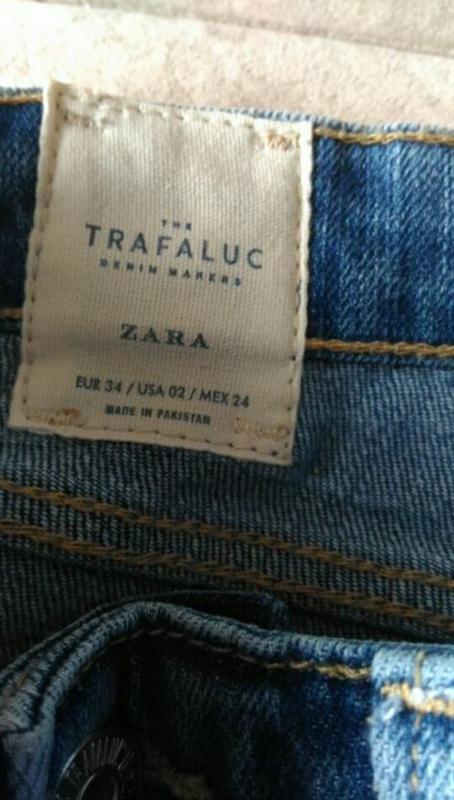 THE
TRAFALUC
DENIM MAKERS
ZARA
EUR 34 / USA 02 / MEX 24
MADE IN PAKISTAN